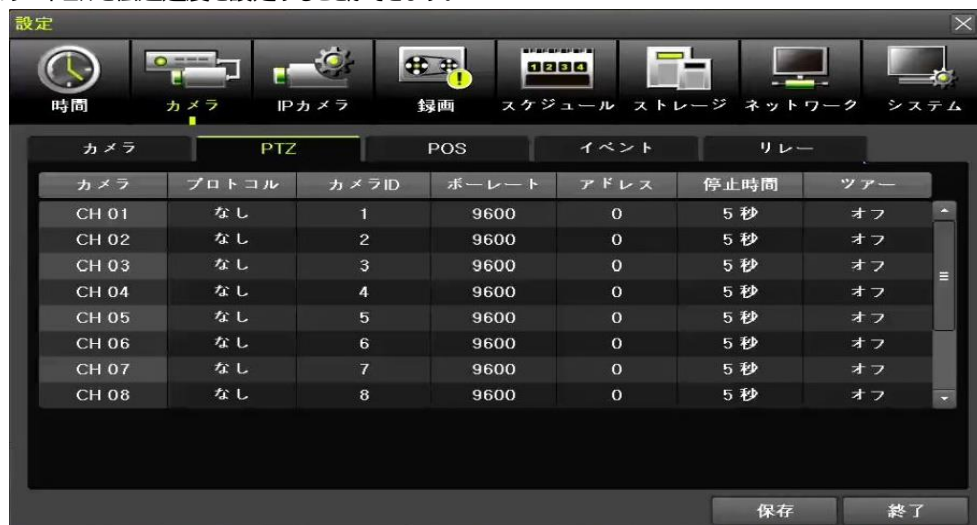 設定
時間 カメラ IPカメラ 録画 スケジュール ストレージ ネットワーク システム
カメラ PTZ POS イベント リレー
カメラ プロトコル カメラID ボーレート アドレス 停止時間 ツアー
CH 01 なし 1 9600 0 5 秒 オフ
CH 02 なし 2 9600 0 5 秒 オフ
CH 03 なし 3 9600 0 5 秒 オフ
CH 04 なし 4 9600 0 5 秒 オフ
CH 05 なし 5 9600 0 5 秒 オフ
CH 06 なし 6 9600 0 5 秒 オフ
CH 07 なし 7 9600 0 5 秒 オフ
CH 08 なし 8 9600 0 5 秒 オフ
保存 終了